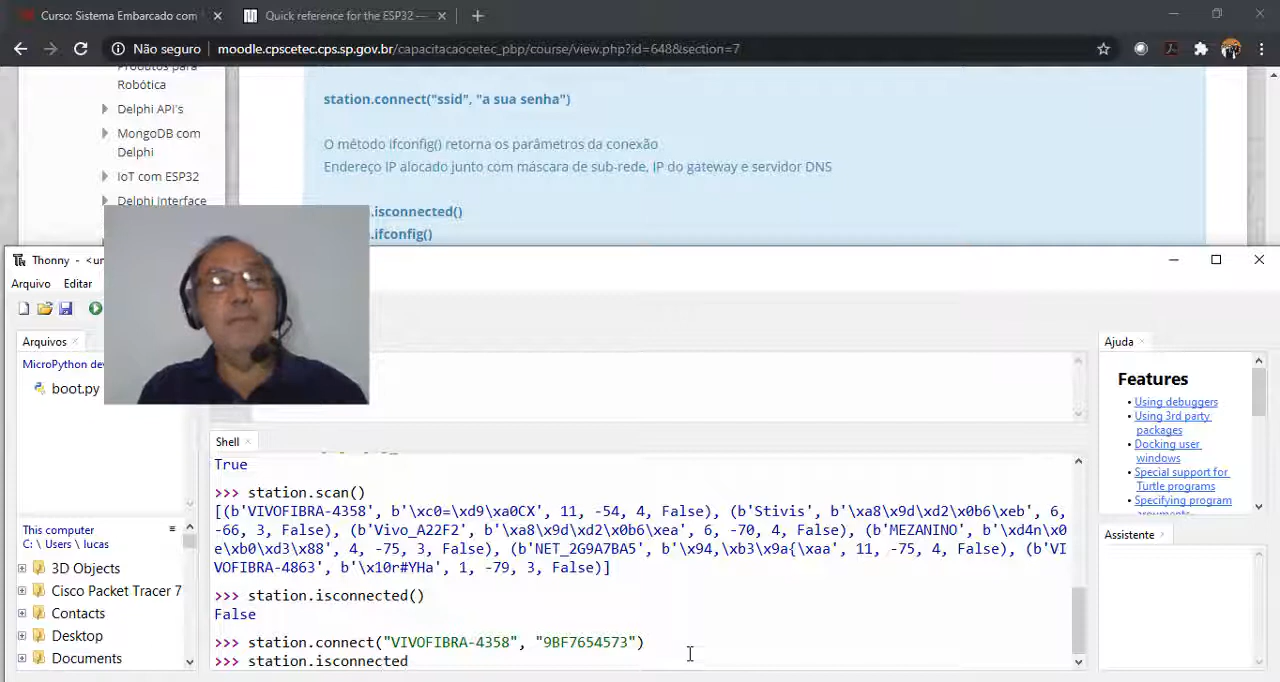 Curso: Sistema Embarcado com
Quick reference for the ESP32 —
Não seguro
moodle.cpscetec.cps.sp.gov.br/capacitacaocetec_pbp/course/view.php?id=648&section=7
Produtos para
Robótica
Delphi API's
MongoDB com
Delphi
IoT com ESP32
Delphi Interface
station.connect("ssid", "a sua senha")
O método ifconfig() retorna os parâmetros da conexão
Endereço IP alocado junto com máscara de sub-rede, IP do gateway e servidor DNS
.isconnected()
.ifconfig()
Thonny - <un
Arquivo Editar
Arquivos
MicroPython dev
boot.py
This computer
C: \ Users \ lucas
3D Objects
Cisco Packet Tracer 7
Contacts
Desktop
Documents
Shell
True
>>> station.scan()
[(b'VIVOFIBRA-4358', b'\xc0=\xd9\xa0CX', 11, -54, 4, False), (b'Stivis', b'\xa8\x9d\xd2\x0b6\xeb', 6,
-66, 3, False), (b'Vivo_A22F2', b'\xa8\x9d\xd2\x0b6\xea', 6, -70, 4, False), (b'MEZANINO', b'\xd4n\x0
e\xb0\xd3\x88', 4, -75, 3, False), (b'NET_2G9A7BA5', b'\x94,\xb3\x9a{\xaa', 11, -75, 4, False), (b'VI
VOFIBRA-4863', b'\x10r#YHa', 1, -79, 3, False)]
>>> station.isconnected()
False
>>> station.connect("VIVOFIBRA-4358", "9BF7654573")
>>> station.isconnected
Ajuda
Features
Using debuggers
Using 3rd party
packages
Docking user
windows
Special support for
Turtle programs
Specifying program
arguments
Assistente